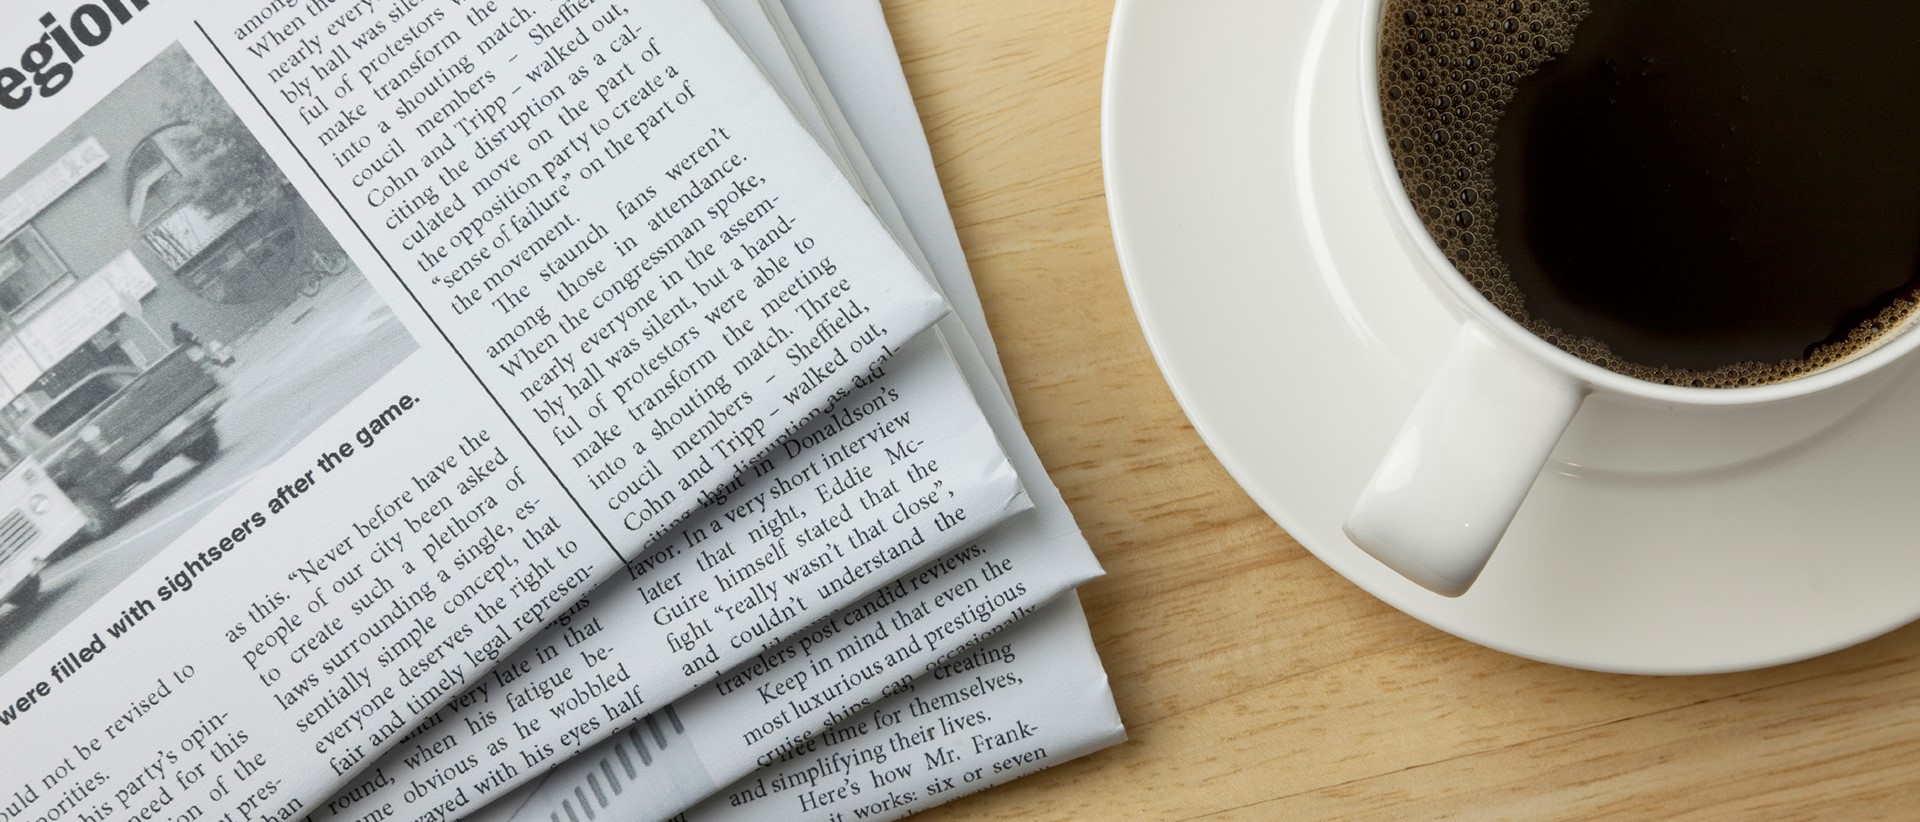 egion
were filled with sightseers after the game.
ould not be revised to
norities.
his party's opin-
need for this
ion of the
t pres-
han
as this. “Never before have the
people of our city been asked
to create such a plethora of
laws surrounding a single, es-
sentially simple concept, that
everyone deserves the right to
fair and timely legal represen-
among
When the
nearly every
bly hall was sile
ful of protestors
make transform the
into a shouting match.
coucil members – Sheffie
Cohn and Tripp – walked out,
citing the disruption as a cal-
culated move on the part of
the opposition party to create a
“sense of failure” on the part of
the movement.
The staunch fans weren't
among those in attendance.
When the congressman spoke,
nearly everyone in the assem-
bly hall was silent, but a hand-
ful of protestors were able to
make transform the meeting
into a shouting match. Three
coucil members – Sheffield,
Cohn and Tripp – walked out,
citing disruption as a cal-
very late in that
round, when his fatigue be-
me obvious as he wobbled
ayed with his eyes half
in Donaldson's
favor. In a very short interview
later that night, Eddie Mc-
Guire himself stated that the
fight “really wasn't that close”,
and couldn't understand the
travelers post candid reviews.
Keep in mind that even the
most luxurious and prestigious
cruise ships can occasionally
creating
time for themselves,
and simplifying their lives.
Here's how Mr. Frank-
it works: six or seven